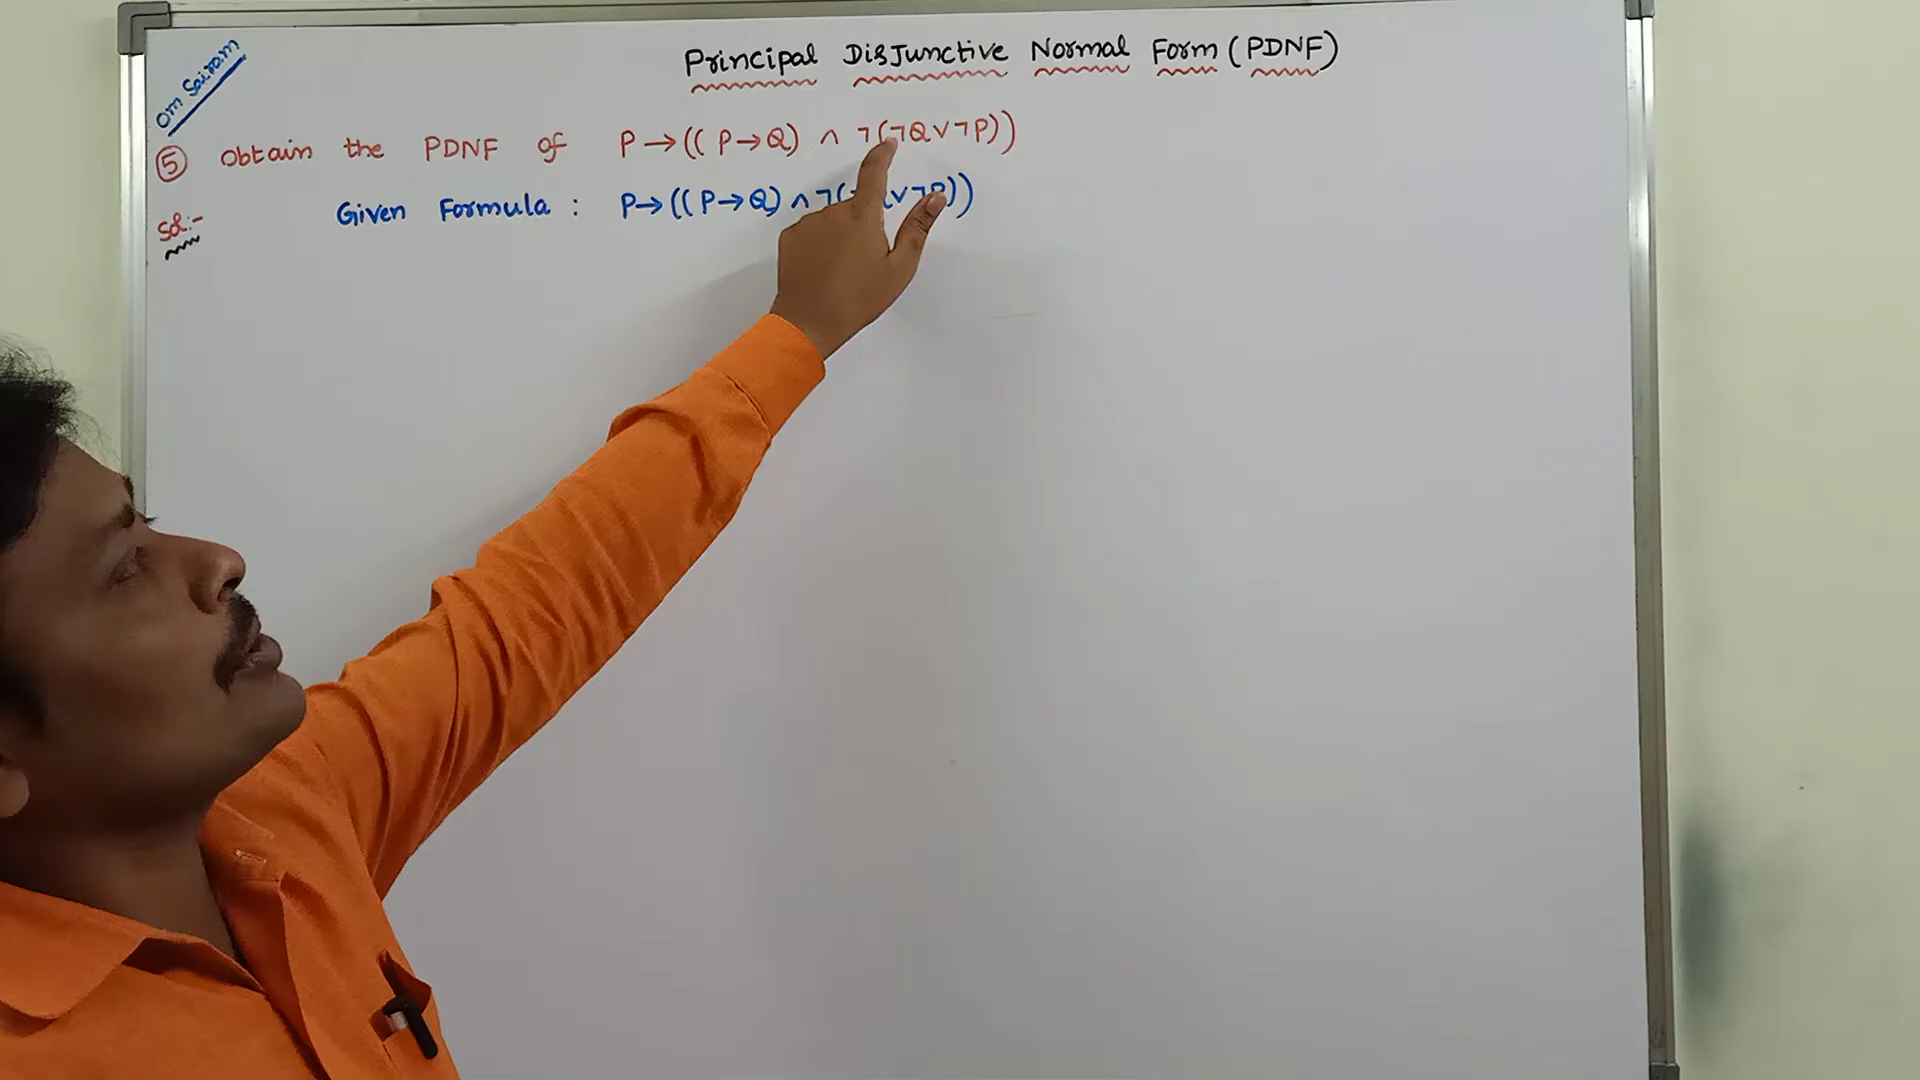 Om Sairam
Principal Disjunctive Normal Form (PDNF)
⑤ Obtain the PDNF of P→((P→Q) ∧ ¬(¬Q∨¬P))
Sol:- Given Formula : P→((P→Q) ∧ ¬( ∨¬P))